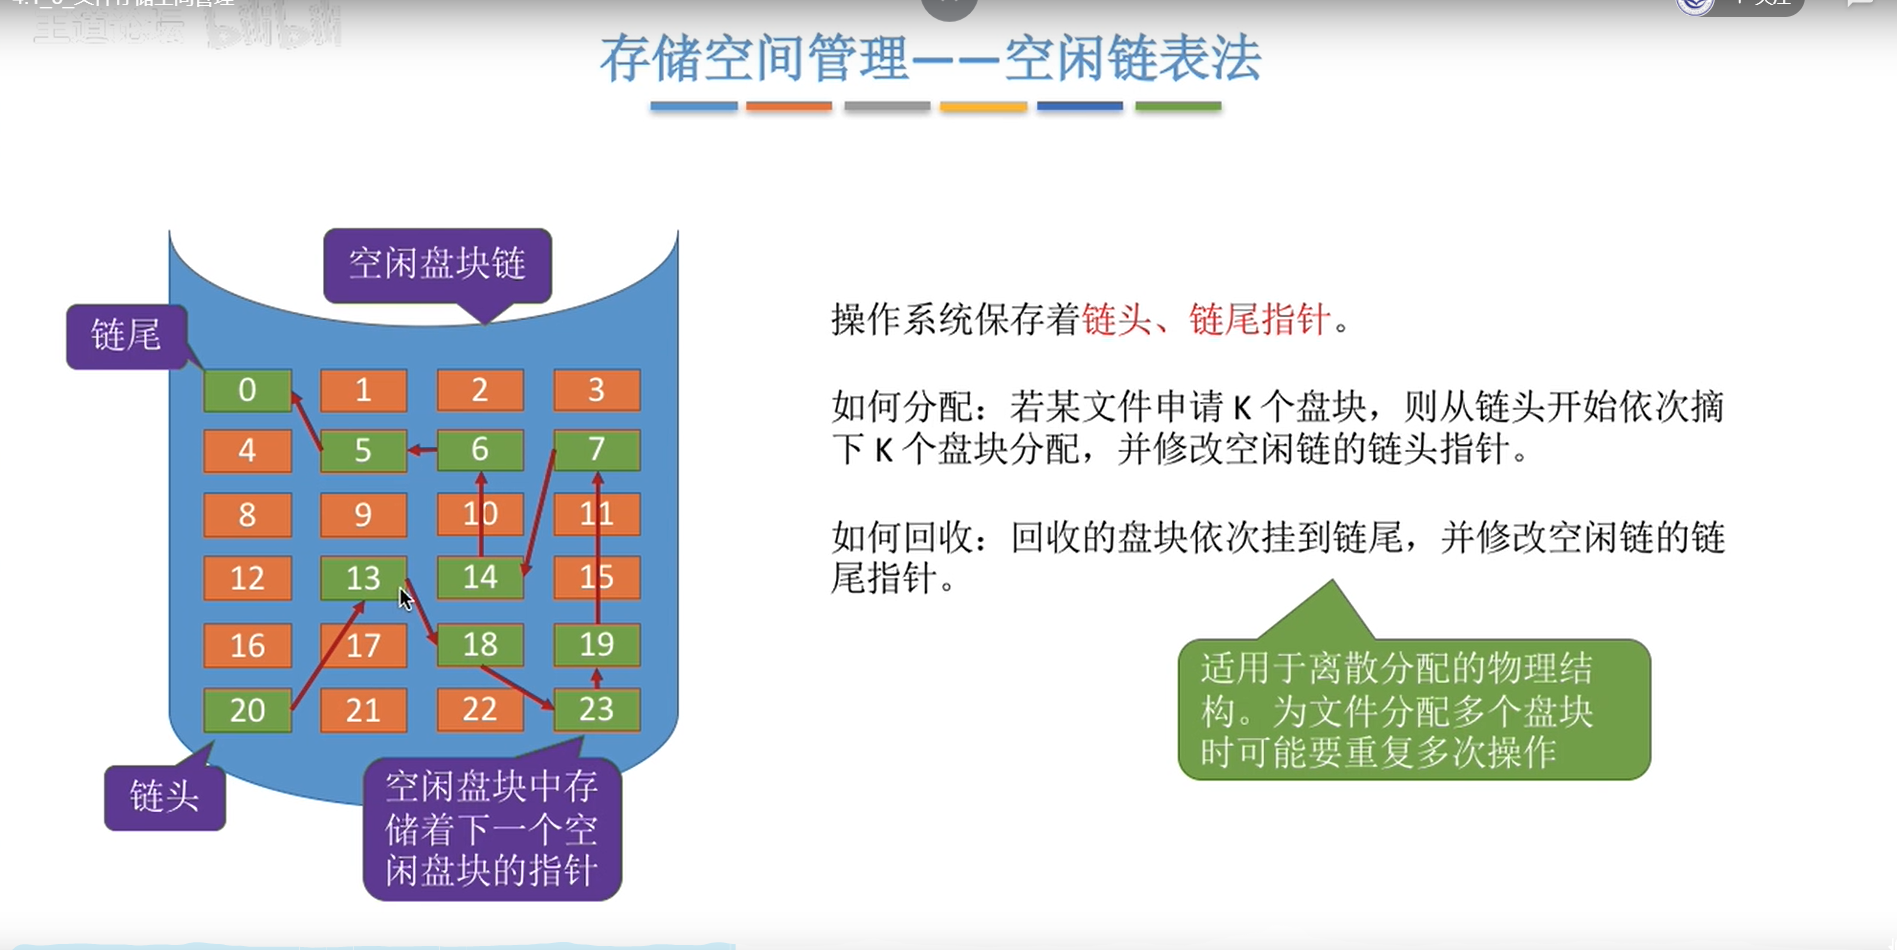 王道论坛 bilibili
存储空间管理——空闲链表法
空闲盘块链
链尾
0 1 2 3
4 5 6 7
8 9 10 11
12 13 14 15
16 17 18 19
20 21 22 23
链头
空闲盘块中存
储着下一个空
闲盘块的指针
操作系统保存着链头、链尾指针。
如何分配：若某文件申请 K 个盘块，则从链头开始依次摘
下 K 个盘块分配，并修改空闲链的链头指针。
如何回收：回收的盘块依次挂到链尾，并修改空闲链的链
尾指针。
适用于离散分配的物理结
构。为文件分配多个盘块
时可能要重复多次操作